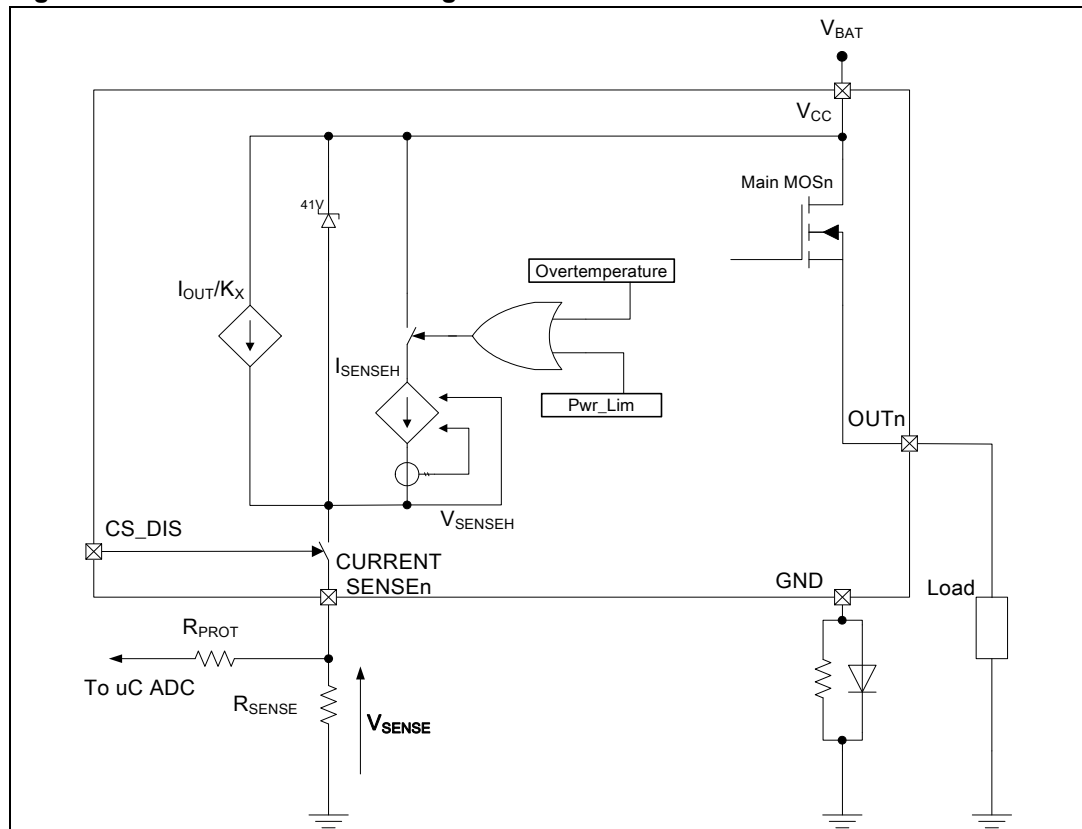 V_BAT
V_CC
Main MOSn
41V
Overtemperature
I_OUT/K_X
I_SENSEH
Pwr_Lim
OUTn
V_SENSEH
CS_DIS
CURRENT
SENSEn
GND
Load
R_PROT
To uC ADC
R_SENSE
V_SENSE